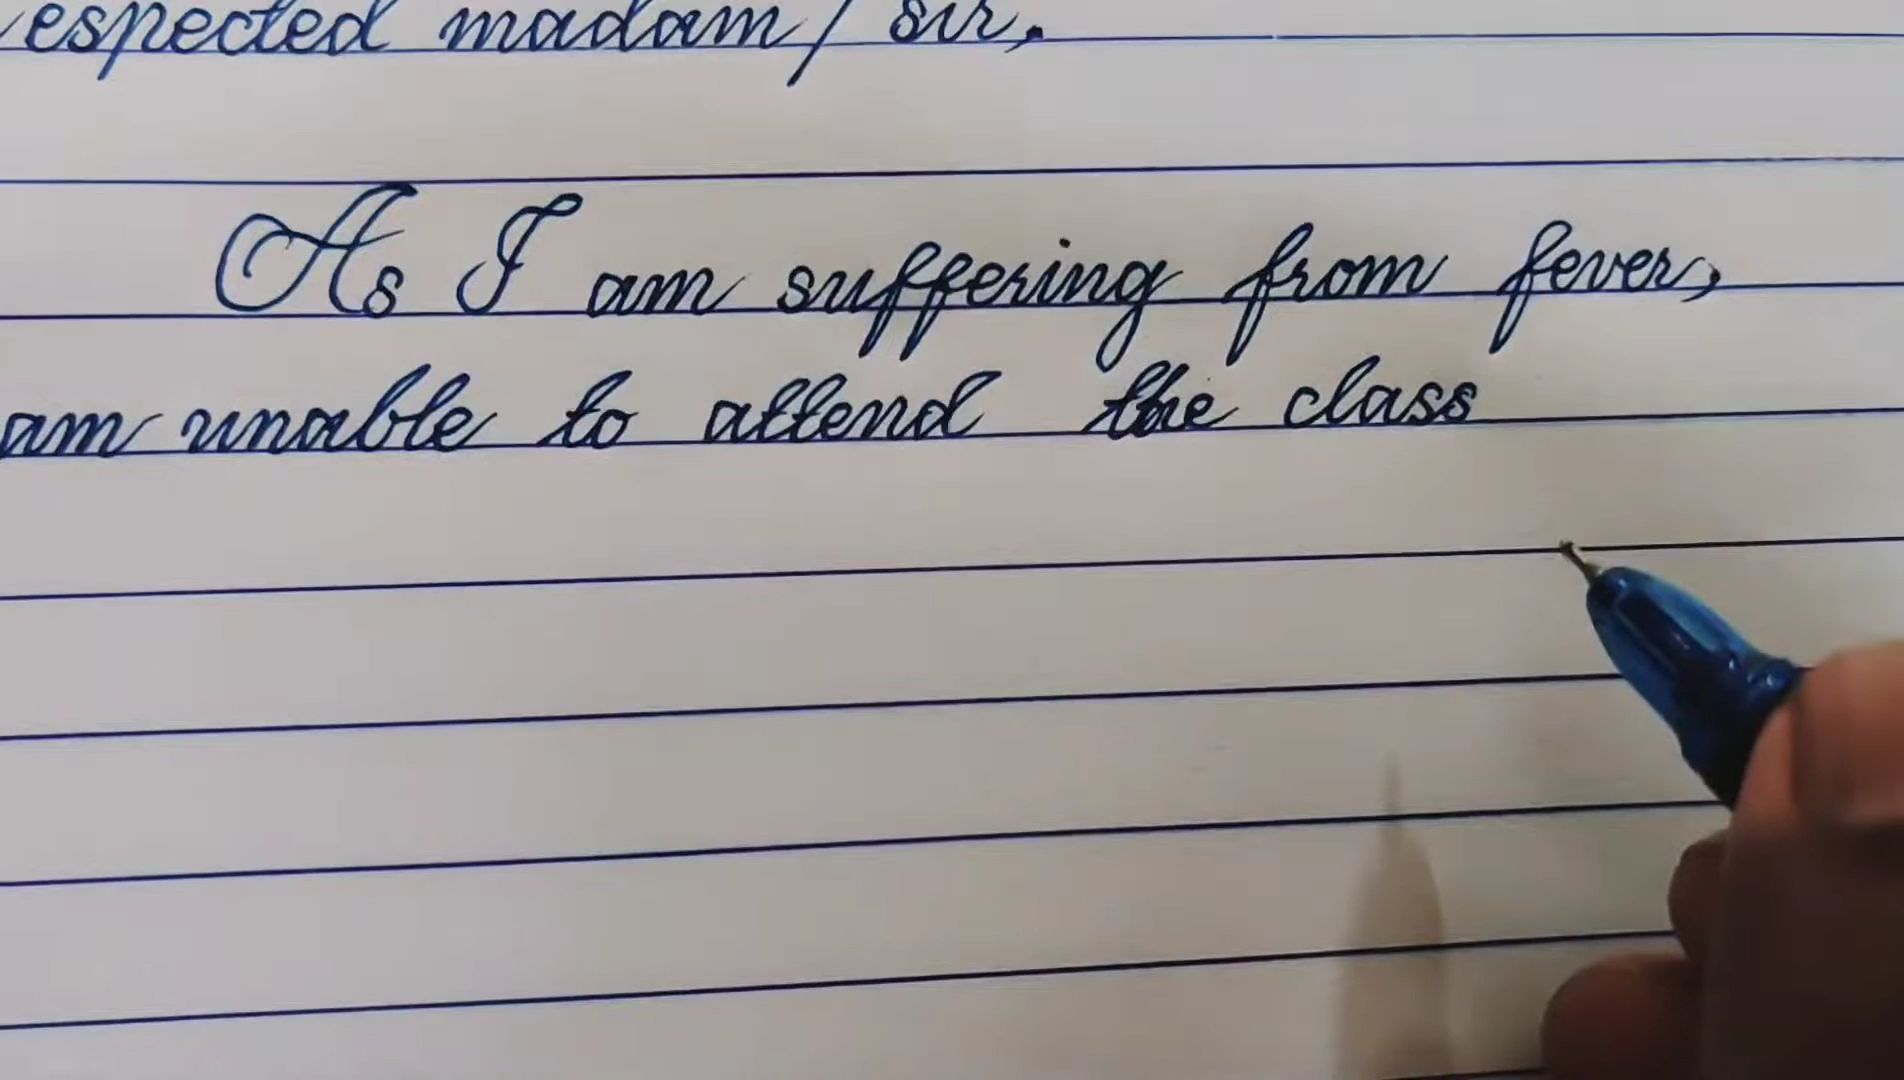 espected madam/ sir,
As I am suffering from fever,
am unable to attend the class